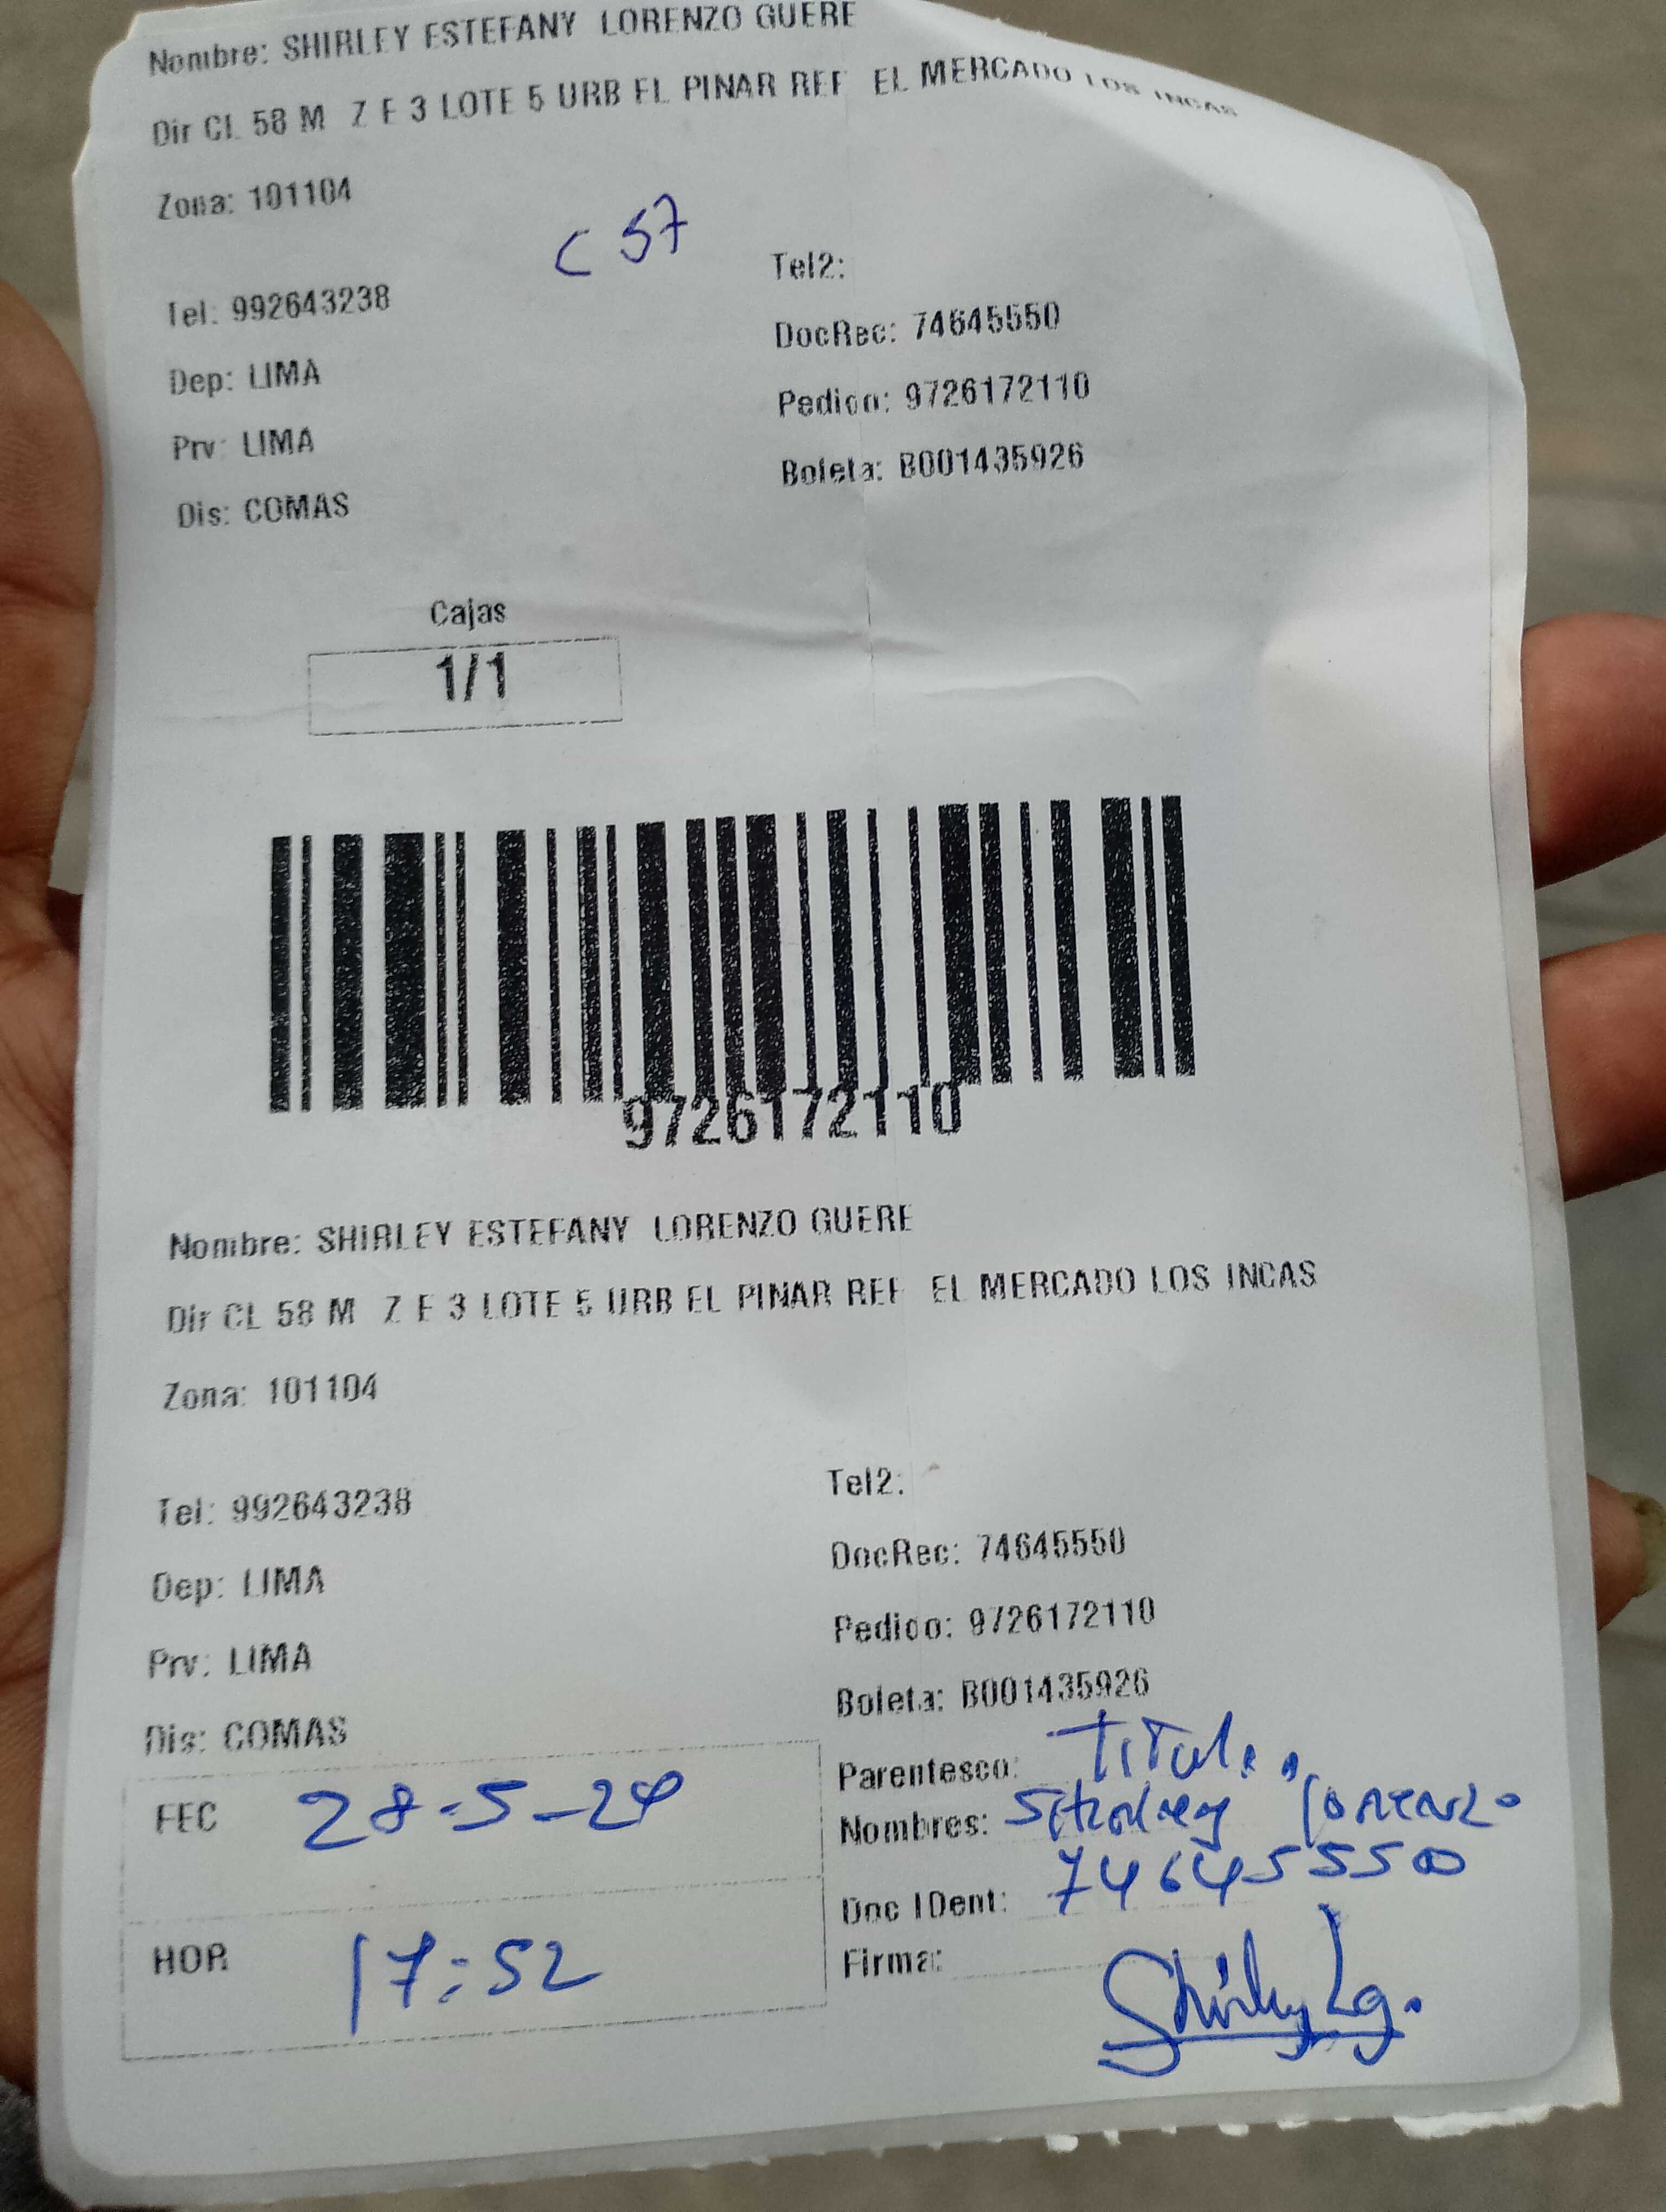 Nombre: SHIRLEY ESTEFANY LORENZO GUERE
Dir CL 58 M Z E 3 LOTE 5 URB EL PINAR REF EL MERCADO LOS INCAS
Zona: 101104
C 57
Tel: 992643238
Tel2:
DocRec: 74645550
Dep: LIMA
Pedido: 9726172110
Prv: LIMA
Boleta: B001435926
Dis: COMAS
Cajas
1/1
9726172110
Nombre: SHIRLEY ESTEFANY LORENZO GUERE
Dir CL 58 M Z E 3 LOTE 5 URB EL PINAR REF EL MERCADO LOS INCAS
Zona: 101104
Tel: 992643238
Tel2:
DocRec: 74645550
Dep: LIMA
Pedido: 9726172110
Prv: LIMA
Boleta: B001435926
Dis: COMAS
Parentesco:
FEC 28-5-24
Nombres: Lorenzo
Doc IDent: 74645550
HOR 17:52
Firma: Shirley Lg.